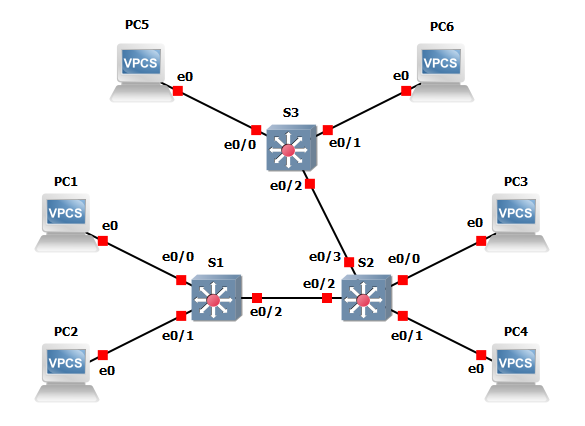 PC5
PC6
VPCS
VPCS
e0
e0
S3
e0/0
e0/1
e0/2
PC1
PC3
VPCS
VPCS
e0
e0
e0/0
S1
e0/3
S2
e0/0
e0/2
e0/2
PC2
e0/1
e0/1
PC4
VPCS
VPCS
e0
e0